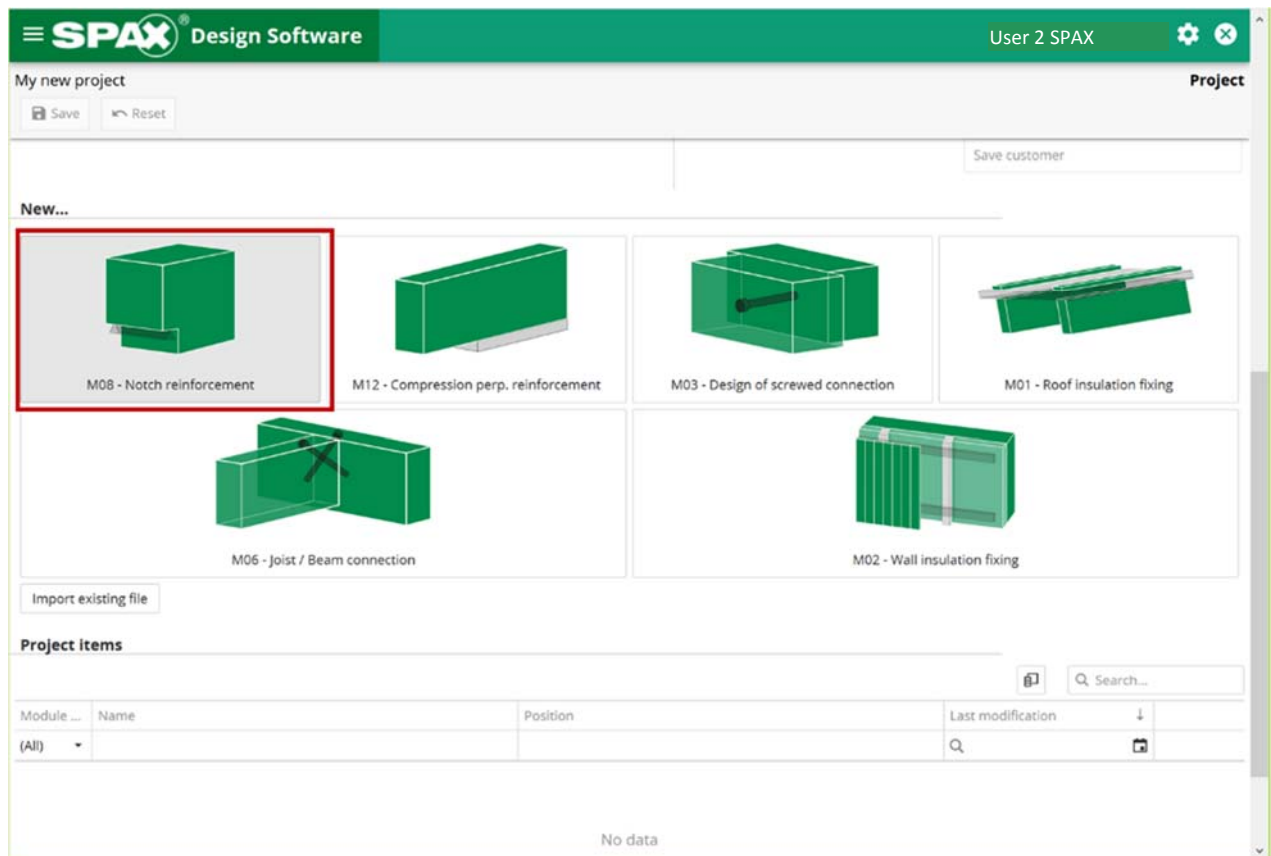 SPAX® Design Software
User 2 SPAX
My new project
Project
Save
Reset
Save customer
New...
M08 - Notch reinforcement
M12 - Compression perp. reinforcement
M03 - Design of screwed connection
M01 - Roof insulation fixing
M06 - Joist / Beam connection
M02 - Wall insulation fixing
Import existing file
Project items
Search...
Module ...
Name
Position
Last modification
(All)
No data